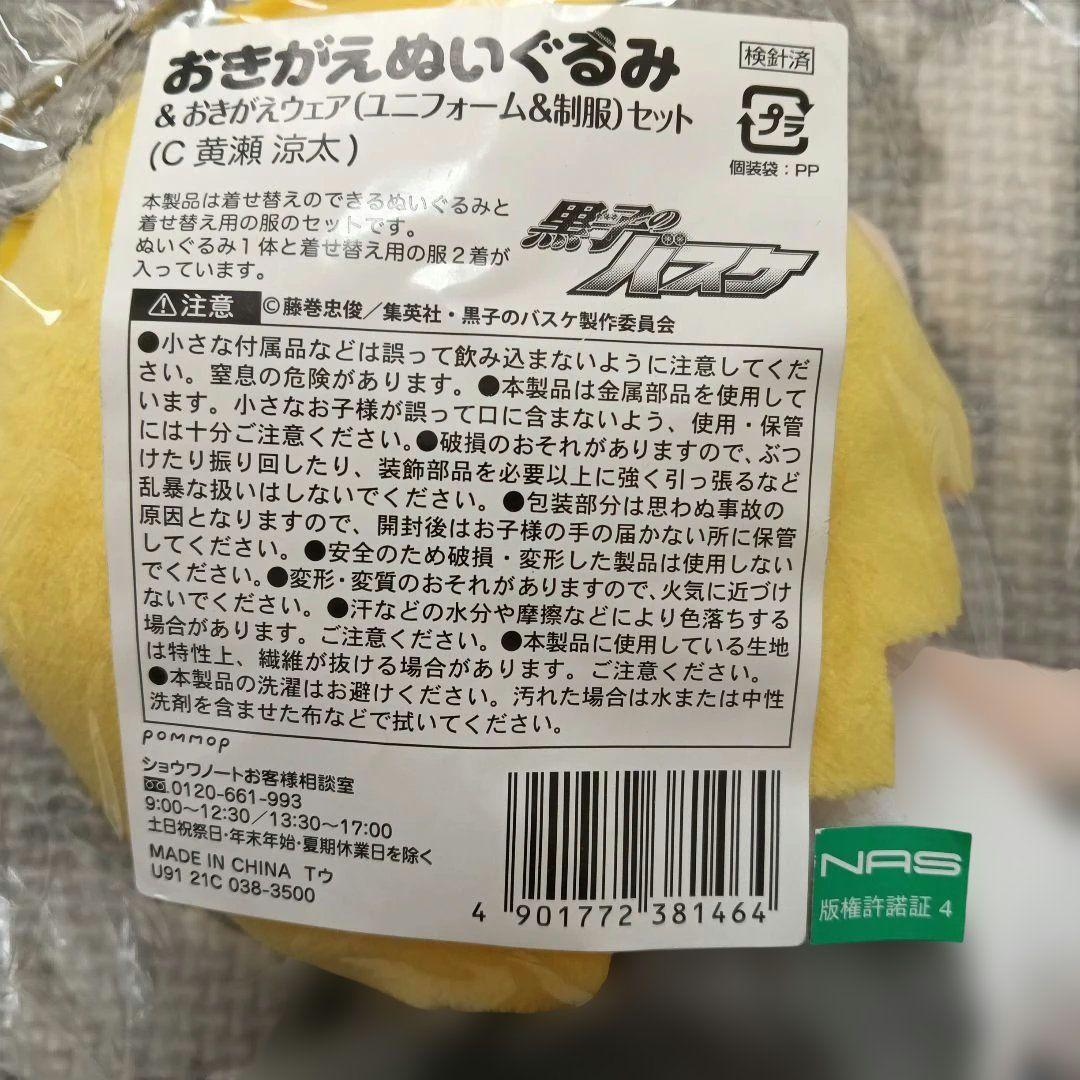 おきがえぬいぐるみ
&おきがえウェア(ユニフォーム&制服)セット
(C 黄瀬 涼太)
検針済
プラ
個装袋：PP
本製品は着せ替えのできるぬいぐるみと
着せ替え用の服のセットです。
ぬいぐるみ1体と着せ替え用の服2着が
入っています。
黒子の
バスケ
⚠注意
©藤巻忠俊／集英社・黒子のバスケ製作委員会
●小さな付属品などは誤って飲み込まないように注意してくだ
さい。窒息の危険があります。●本製品は金属部品を使用して
います。小さなお子様が誤って口に含まないよう、使用・保管
には十分ご注意ください。●破損のおそれがありますので、ぶつ
けたり振り回したり、装飾部品を必要以上に強く引っ張るなど
乱暴な扱いはしないでください。●包装部分は思わぬ事故の
原因となりますので、開封後はお子様の手の届かない所に保管
してください。●安全のため破損・変形した製品は使用しない
でください。●変形・変質のおそれがありますので、火気に近づけ
ないでください。●汗などの水分や摩擦などにより色落ちする
場合があります。ご注意ください。●本製品に使用している生地
は特性上、繊維が抜ける場合があります。ご注意ください。
●本製品の洗濯はお避けください。汚れた場合は水または中性
洗剤を含ませた布などで拭いてください。
pommop
ショウワノートお客様相談室
0120-661-993
9:00～12:30／13:30～17:00
土日祝祭日・年末年始・夏期休業日を除く
MADE IN CHINA Tウ
U91 21C 038-3500
4 901772 381464
NAS
版権許諾証 4